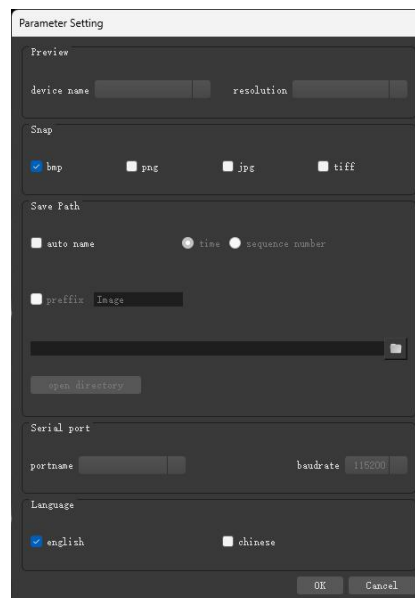 Parameter Setting
Preview
device name resolution
Snap
bmp png jpg tiff
Save Path
auto name time sequence number
preffix Image
open directory
Serial port
portname baudrate 115200
Language
english chinese
OK Cancel